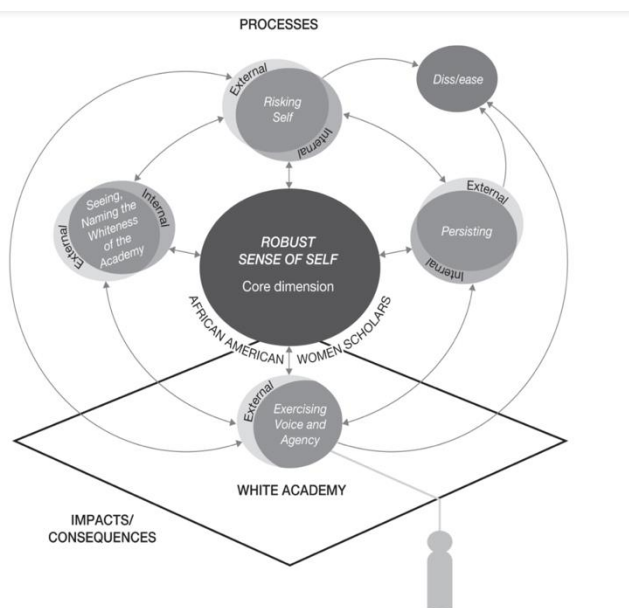 PROCESSES
External
Risking
Self
Internal
Diss/ease
Seeing,
Naming the
Whiteness
of the
Academy
Internal
External
External
Persisting
Internal
ROBUST
SENSE OF SELF
Core dimension
AFRICAN AMERICAN WOMEN SCHOLARS
External
Exercising
Voice and
Agency
WHITE ACADEMY
IMPACTS/
CONSEQUENCES